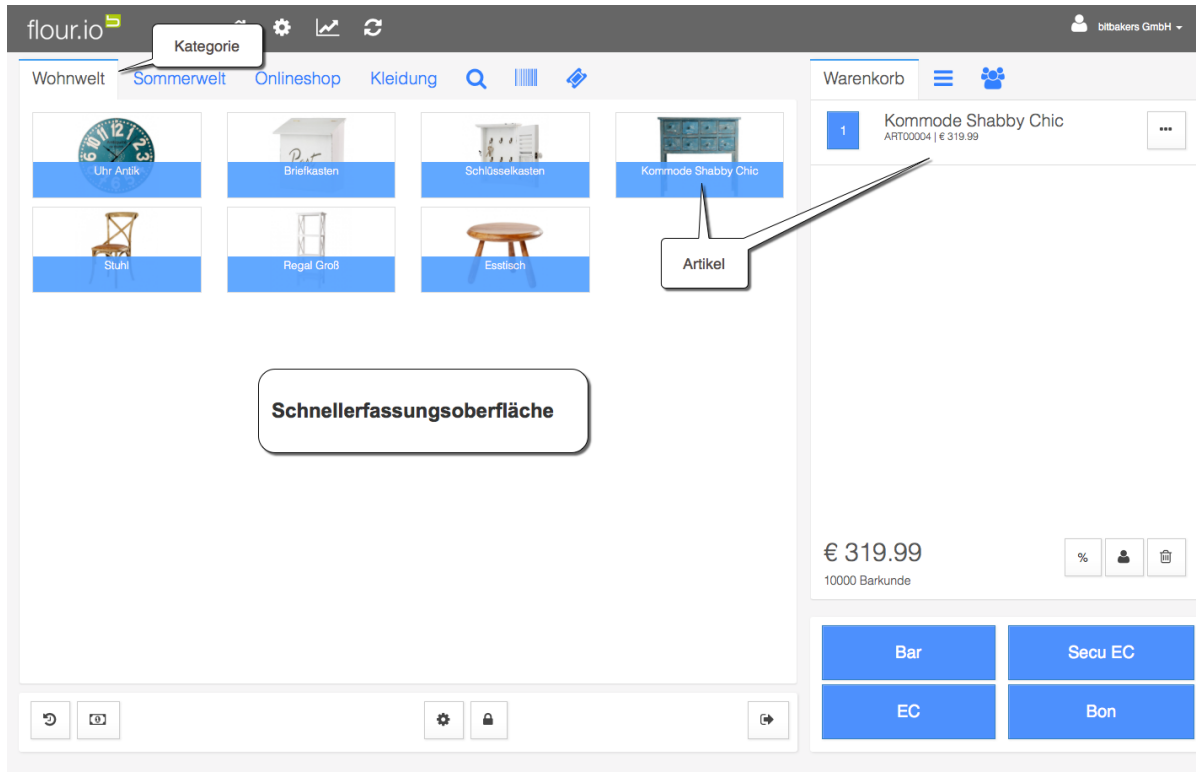 flour.io
Kategorie
bitbakers GmbH
Wohnwelt Sommerwelt Onlineshop Kleidung
Warenkorb
Uhr Antik
Briefkasten
Schlüsselkasten
Kommode Shabby Chic
1
Kommode Shabby Chic
ART00004 | € 319.99
Stuhl
Regal Groß
Esstisch
Artikel
Schnellerfassungsoberfläche
€ 319.99
%
10000 Barkunde
Bar
Secu EC
EC
Bon